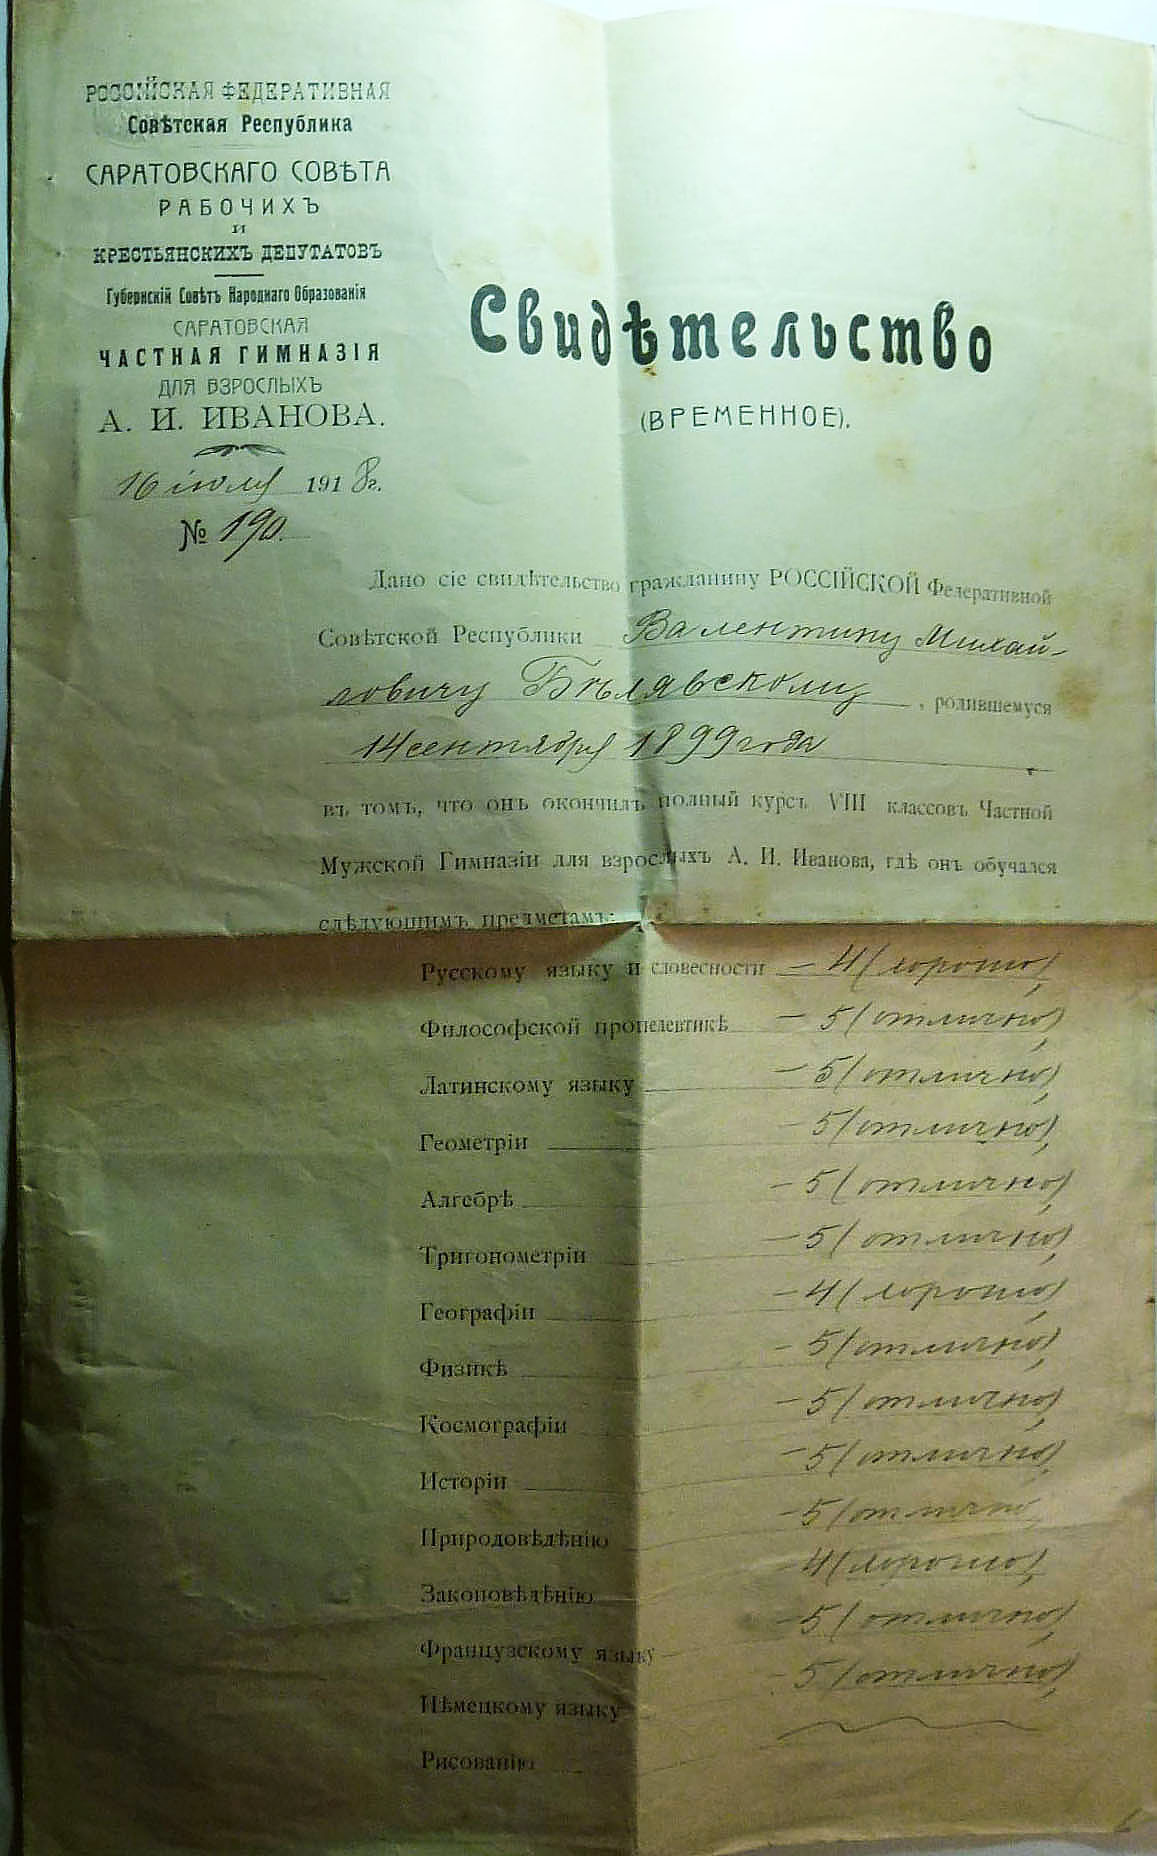 РОССІЙСКАЯ ФЕДЕРАТИВНАЯ
Совѣтская Республика
САРАТОВСКАГО СОВѢТА
РАБОЧИХЪ
И
КРЕСТЬЯНСКИХЪ ДЕПУТАТОВЪ
Губернскій Совѣтъ Народнаго Образованія
САРАТОВСКАЯ
ЧАСТНАЯ ГИМНАЗІЯ
ДЛЯ ВЗРОСЛЫХЪ
А. И. ИВАНОВА.
16 іюля 1918 г.
№ 190.
Свидѣтельство
(ВРЕМЕННОЕ).
Дано сіе свидѣтельство гражданину РОССІЙСКОЙ Федеративной
Совѣтской Республики Валентину Михай-
ловичу Бѣлявскому, родившемуся
14 сентября 1899 года
въ томъ, что онъ окончилъ полный курсъ VIII классовъ Частной
Мужской Гимназіи для взрослыхъ А. И. Иванова, гдѣ онъ обучался
слѣдующимъ предметамъ:
Русскому языку и словесности — 4 (хорошо)
Философской пропедевтикѣ — 5 (отлично)
Латинскому языку — 5 (отлично)
Геометріи — 5 (отлично)
Алгебрѣ — 5 (отлично)
Тригонометріи — 5 (отлично)
Географіи — 4 (хорошо)
Физикѣ — 5 (отлично)
Космографіи — 5 (отлично)
Исторіи — 5 (отлично)
Природовѣдѣнію — 5 (отлично)
Законовѣдѣнію — 4 (хорошо)
Французскому языку — 5 (отлично)
Нѣмецкому языку — 5 (отлично)
Рисованію